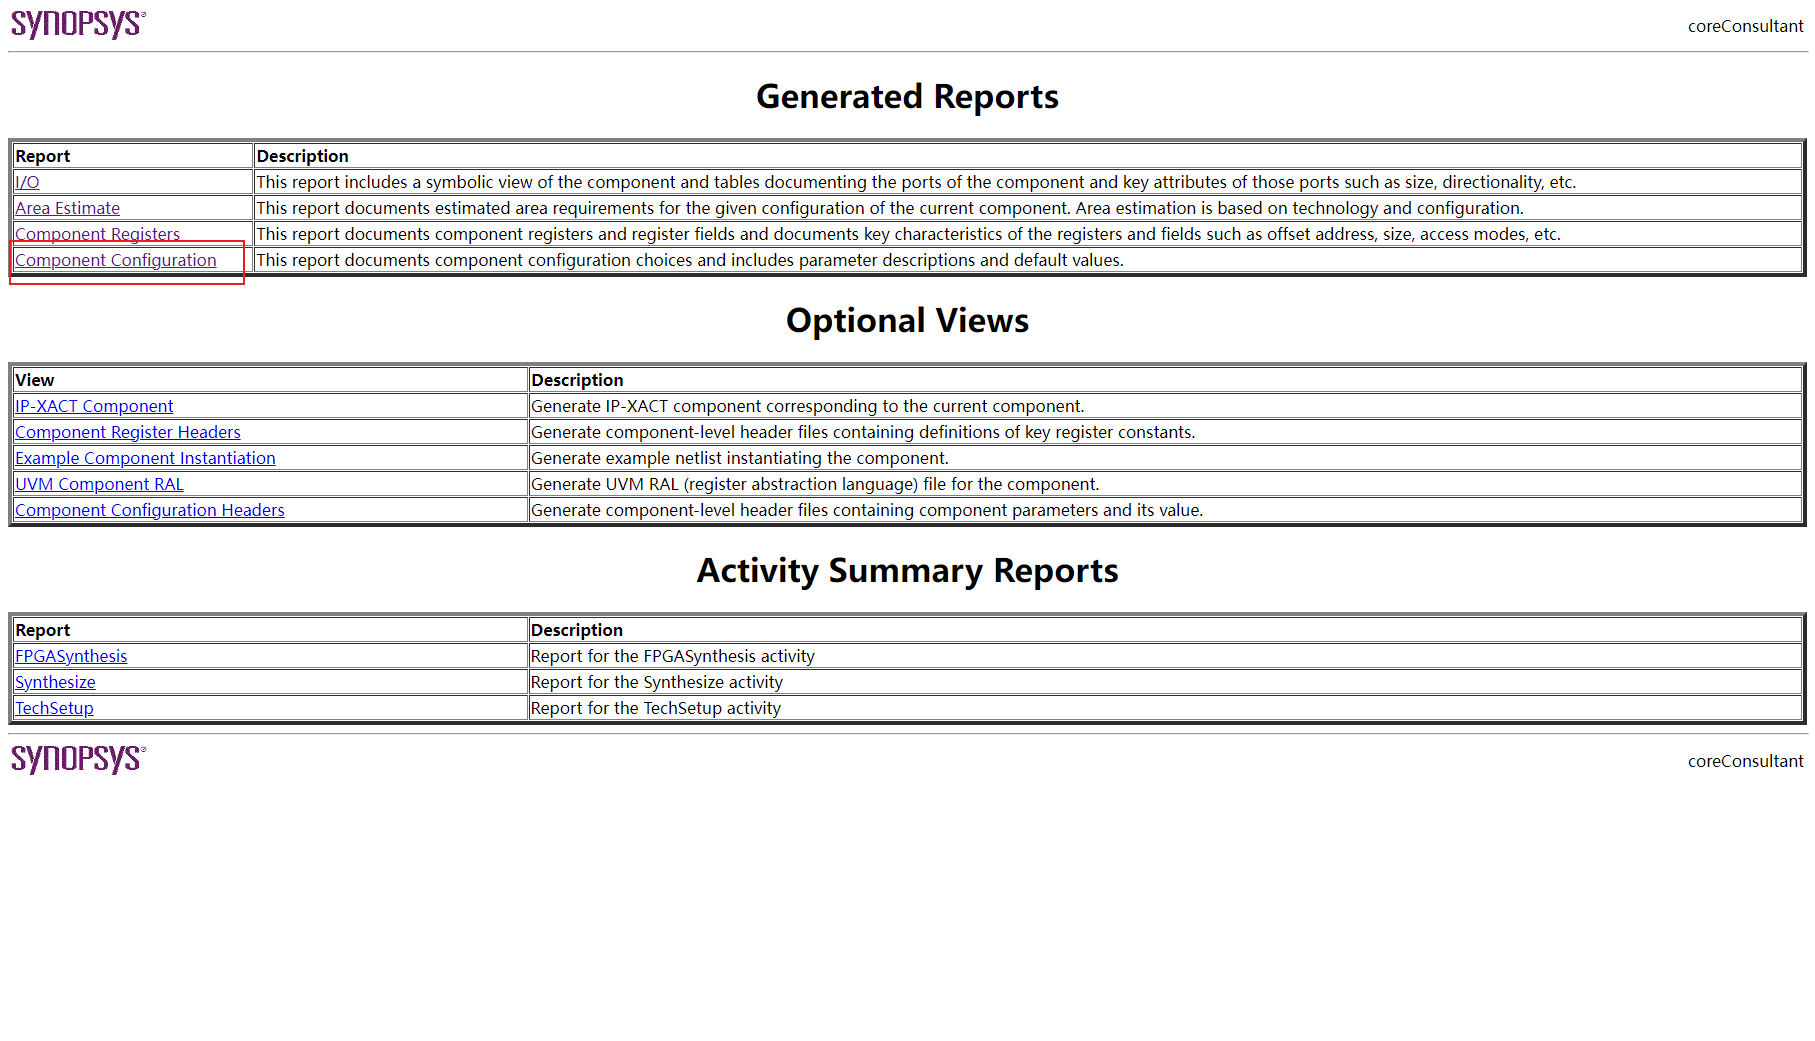 SYNOPSYS® coreConsultant
Generated Reports
Report Description
I/O This report includes a symbolic view of the component and tables documenting the ports of the component and key attributes of those ports such as size, directionality, etc.
Area Estimate This report documents estimated area requirements for the given configuration of the current component. Area estimation is based on technology and configuration.
Component Registers This report documents component registers and register fields and documents key characteristics of the registers and fields such as offset address, size, access modes, etc.
Component Configuration This report documents component configuration choices and includes parameter descriptions and default values.
Optional Views
View Description
IP-XACT Component Generate IP-XACT component corresponding to the current component.
Component Register Headers Generate component-level header files containing definitions of key register constants.
Example Component Instantiation Generate example netlist instantiating the component.
UVM Component RAL Generate UVM RAL (register abstraction language) file for the component.
Component Configuration Headers Generate component-level header files containing component parameters and its value.
Activity Summary Reports
Report Description
FPGASynthesis Report for the FPGASynthesis activity
Synthesize Report for the Synthesize activity
TechSetup Report for the TechSetup activity
SYNOPSYS® coreConsultant